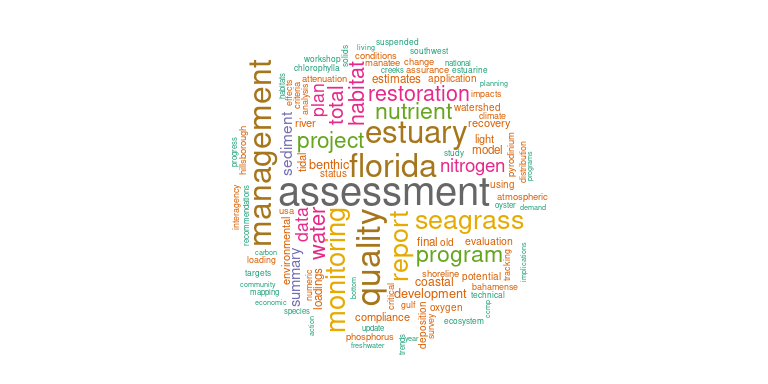 suspended
living
southwest
workshop
solids
conditions
manatee
change
national
chlorophylla
creeks
assurance
estuarine
habitats
effects
criteria
analysis
attenuation
plan
total
habitat
estimates
application
planning
restoration
impacts
management
nutrient
watershed
climate
river
project
estuary
recovery
progress
hillsborough
sediment
tidal
benthic
status
florida
light
model
study
nitrogen
pyrodinium
distribution
programs
assessment
using
atmospheric
oyster
demand
interagency
recommendations
usa
data
water
monitoring
quality
report
seagrass
environmental
carbon
loading
summary
final
old
evaluation
program
tracking
implications
targets
numeric
loadings
bottom
critical
shoreline
coastal
potential
community
mapping
bahamense
development
technical
economic
species
gulf
oxygen
ccmp
action
compliance
deposition
survey
ecosystem
update
phosphorus
freshwater
trends
year